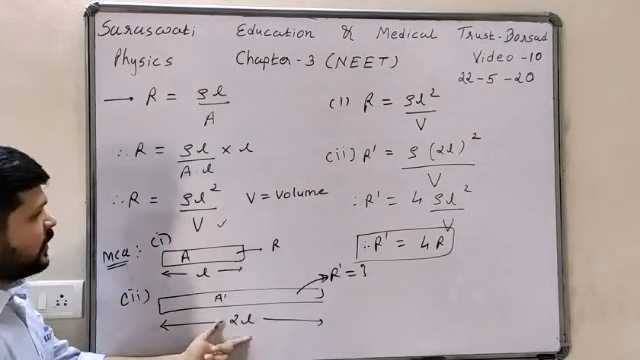 Saraswati Education & Medical Trust-Borsad
Physics Chapter-3 (NEET) Video-10
22-5-20
→ R = ρl / A
∴ R = ρl / A l × l
∴ R = ρl² / V V = Volume
MCQ: (i) A R
l
(ii) A' R' = ?
2l
(i) R = ρl² / V
(ii) R' = ρ(2l)² / V
∴ R' = 4 ρl² / V
∴ R' = 4R